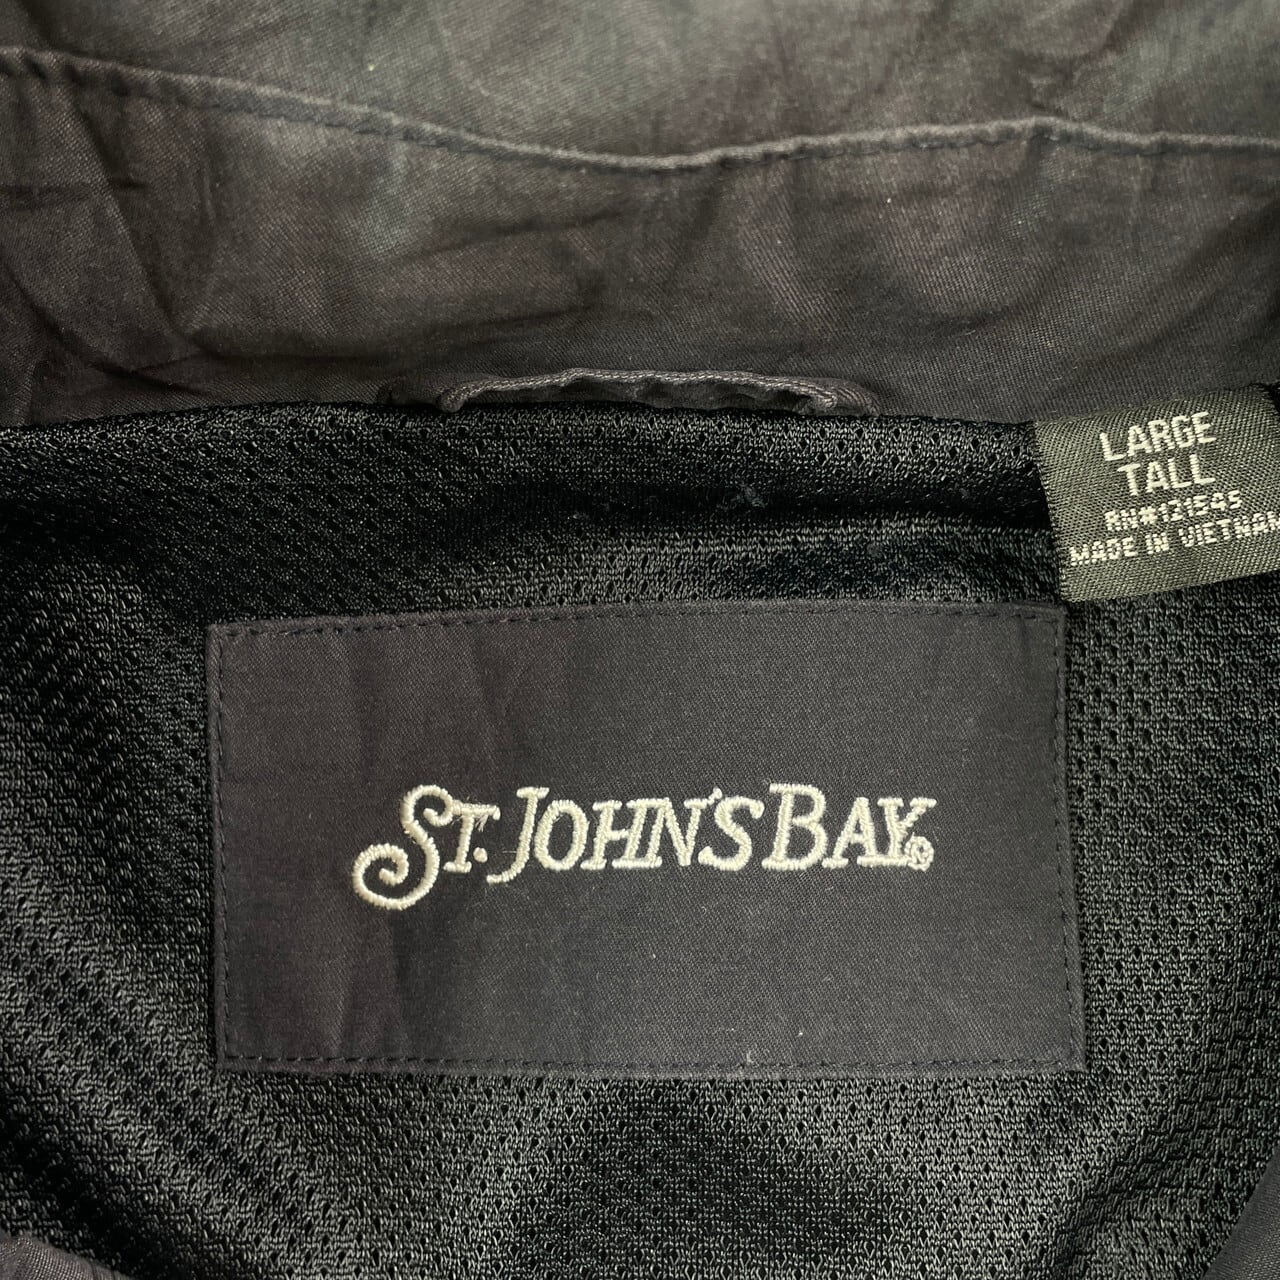 LARGE
TALL
RN#121545
MADE IN VIETNAM
ST. JOHN'S BAY®